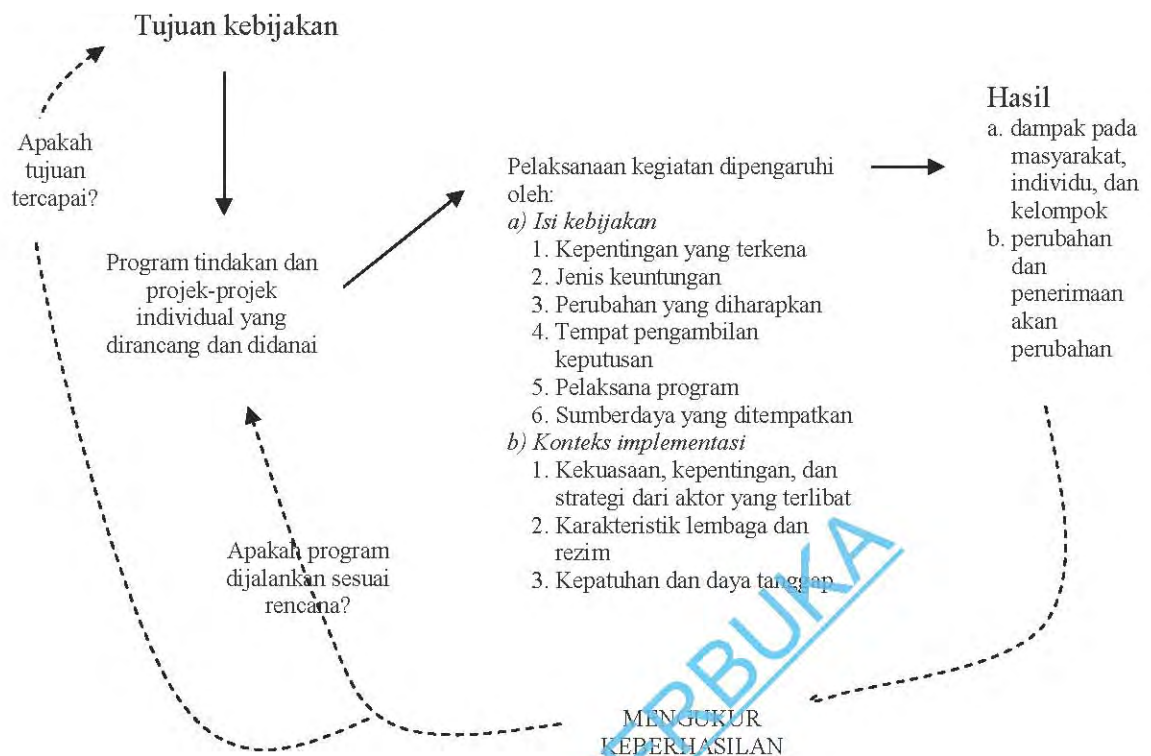 Tujuan kebijakan
Apakah
tujuan
tercapai?
Program tindakan dan
projek-projek
individual yang
dirancang dan didanai
Pelaksanaan kegiatan dipengaruhi
oleh:
a) Isi kebijakan
1. Kepentingan yang terkena
2. Jenis keuntungan
3. Perubahan yang diharapkan
4. Tempat pengambilan
keputusan
5. Pelaksana program
6. Sumberdaya yang ditempatkan
b) Konteks implementasi
1. Kekuasaan, kepentingan, dan
strategi dari aktor yang terlibat
2. Karakteristik lembaga dan
rezim
3. Kepatuhan dan daya tanggap
Hasil
a. dampak pada
masyarakat,
individu, dan
kelompok
b. perubahan
dan
penerimaan
akan
perubahan
Apakah program
dijalankan sesuai
rencana?
MENGUKUR
KEBERHASILAN
ERBUKA